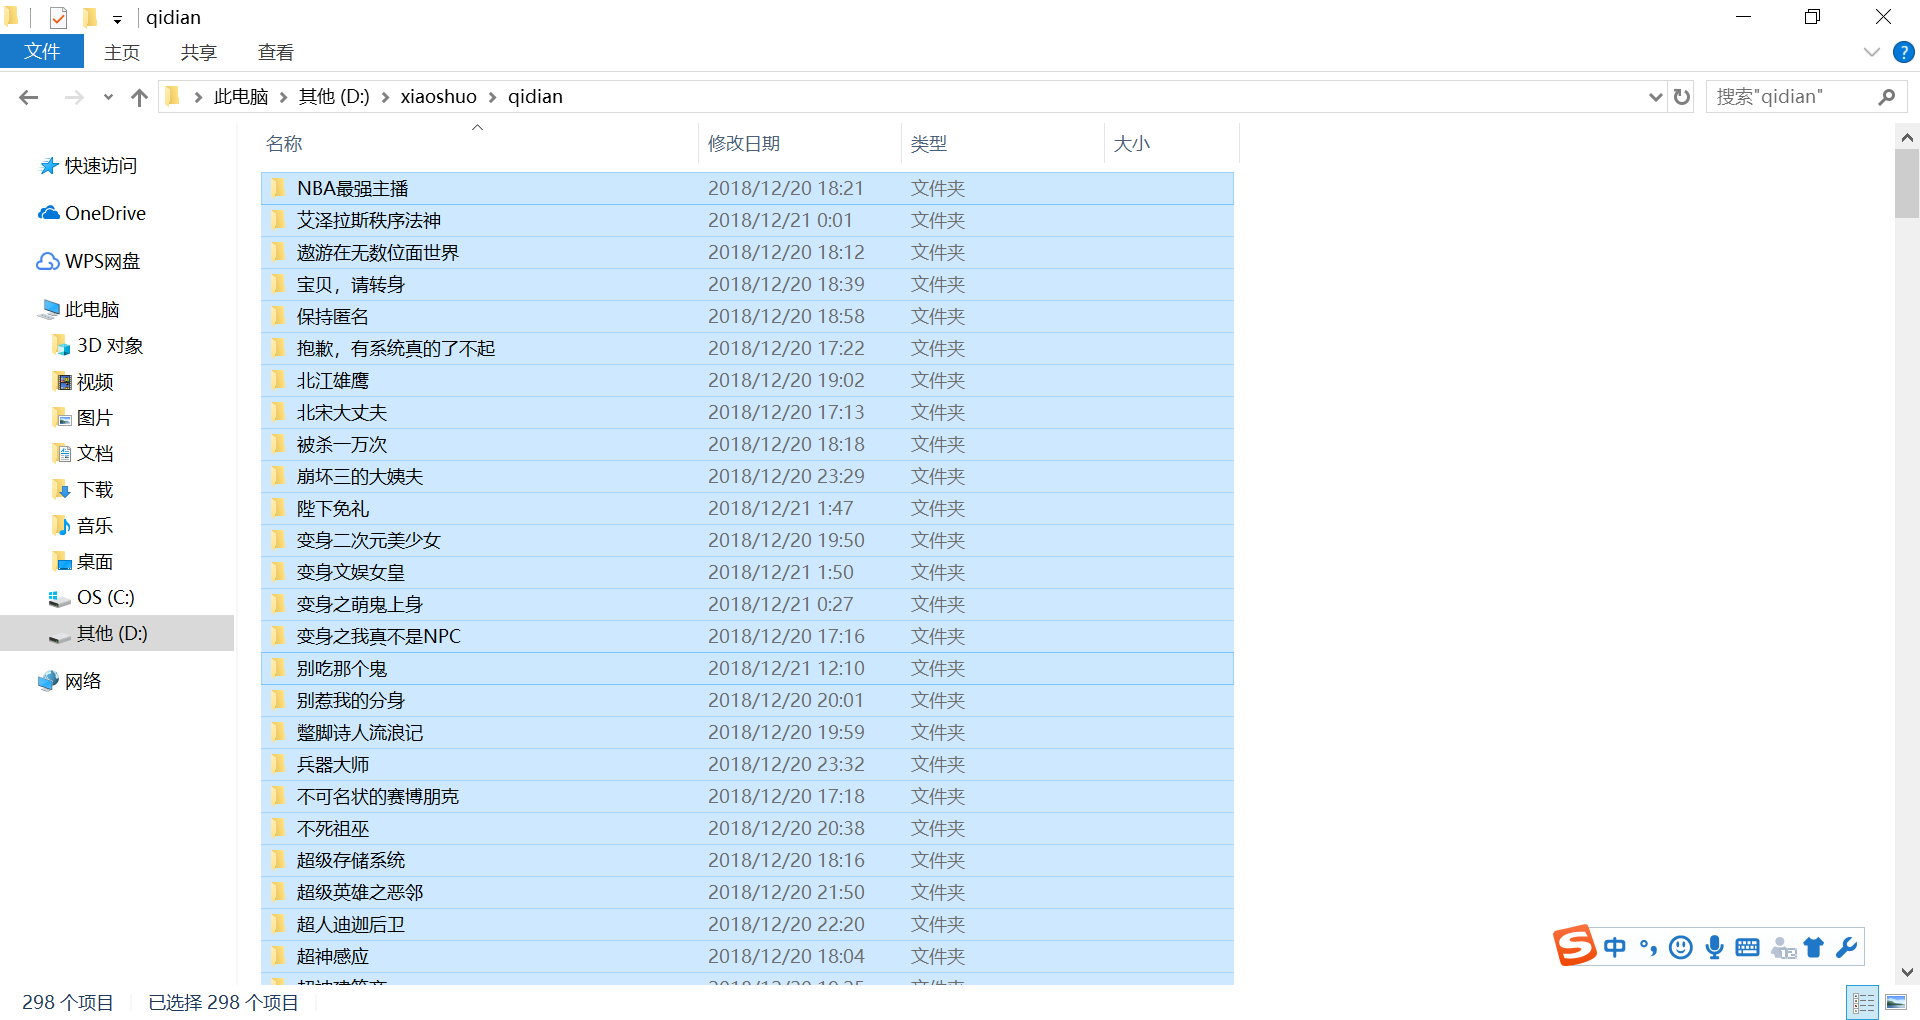 qidian
文件 主页 共享 查看
此电脑 其他 (D:) xiaoshuo qidian 搜索"qidian"
名称 修改日期 类型 大小
快速访问
OneDrive
WPS网盘
此电脑
3D 对象
视频
图片
文档
下载
音乐
桌面
OS (C:)
其他 (D:)
网络
NBA最强主播 2018/12/20 18:21 文件夹
艾泽拉斯秩序法神 2018/12/21 0:01 文件夹
遨游在无数位面世界 2018/12/20 18:12 文件夹
宝贝，请转身 2018/12/20 18:39 文件夹
保持匿名 2018/12/20 18:58 文件夹
抱歉，有系统真的了不起 2018/12/20 17:22 文件夹
北江雄鹰 2018/12/20 19:02 文件夹
北宋大丈夫 2018/12/20 17:13 文件夹
被杀一万次 2018/12/20 18:18 文件夹
崩坏三的大姨夫 2018/12/20 23:29 文件夹
陛下免礼 2018/12/21 1:47 文件夹
变身二次元美少女 2018/12/20 19:50 文件夹
变身文娱女皇 2018/12/21 1:50 文件夹
变身之萌鬼上身 2018/12/21 0:27 文件夹
变身之我真不是NPC 2018/12/20 17:16 文件夹
别吃那个鬼 2018/12/21 12:10 文件夹
别惹我的分身 2018/12/20 20:01 文件夹
蹩脚诗人流浪记 2018/12/20 19:59 文件夹
兵器大师 2018/12/20 23:32 文件夹
不可名状的赛博朋克 2018/12/20 17:18 文件夹
不死祖巫 2018/12/20 20:38 文件夹
超级存储系统 2018/12/20 18:16 文件夹
超级英雄之恶邻 2018/12/20 21:50 文件夹
超人迪迦后卫 2018/12/20 22:20 文件夹
超神感应 2018/12/20 18:04 文件夹
中
298 个项目 已选择 298 个项目